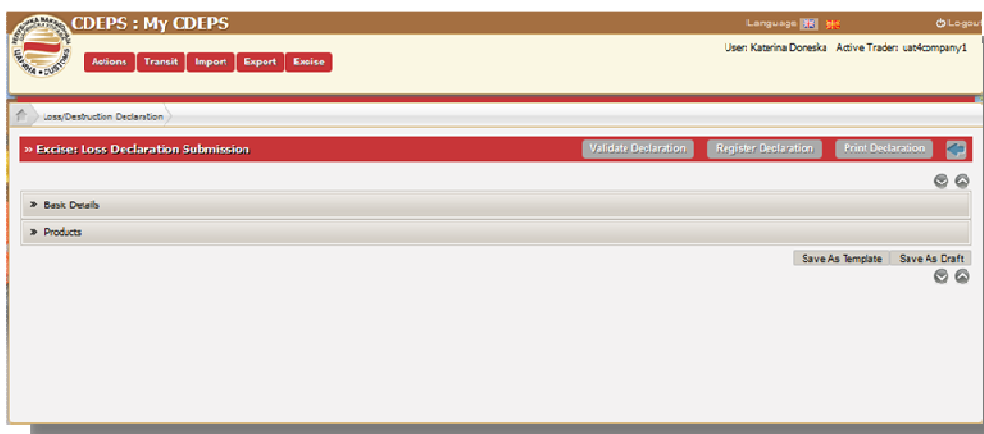 CDEPS : My CDEPS
Language
Logout
User: Katerina Doneska Active Trader: uat4company1
Actions Transit Import Export Excise
Loss/Destruction Declaration
» Excise: Loss Declaration Submission
Validate Declaration Register Declaration Print Declaration
» Basic Details
» Products
Save As Template Save As Draft